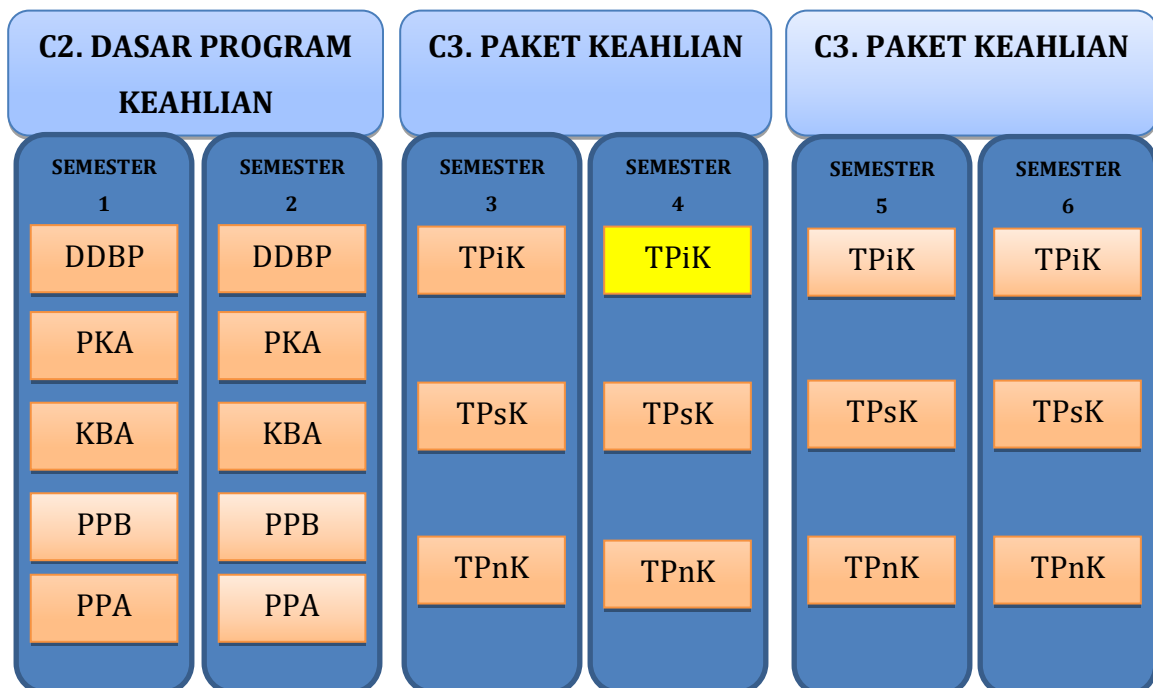 C2. DASAR PROGRAM
KEAHLIAN
C3. PAKET KEAHLIAN
C3. PAKET KEAHLIAN
SEMESTER
1
DDBP
PKA
KBA
PPB
PPA
SEMESTER
2
DDBP
PKA
KBA
PPB
PPA
SEMESTER
3
TPiK
TPsK
TPnK
SEMESTER
4
TPiK
TPsK
TPnK
SEMESTER
5
TPiK
TPsK
TPnK
SEMESTER
6
TPiK
TPsK
TPnK